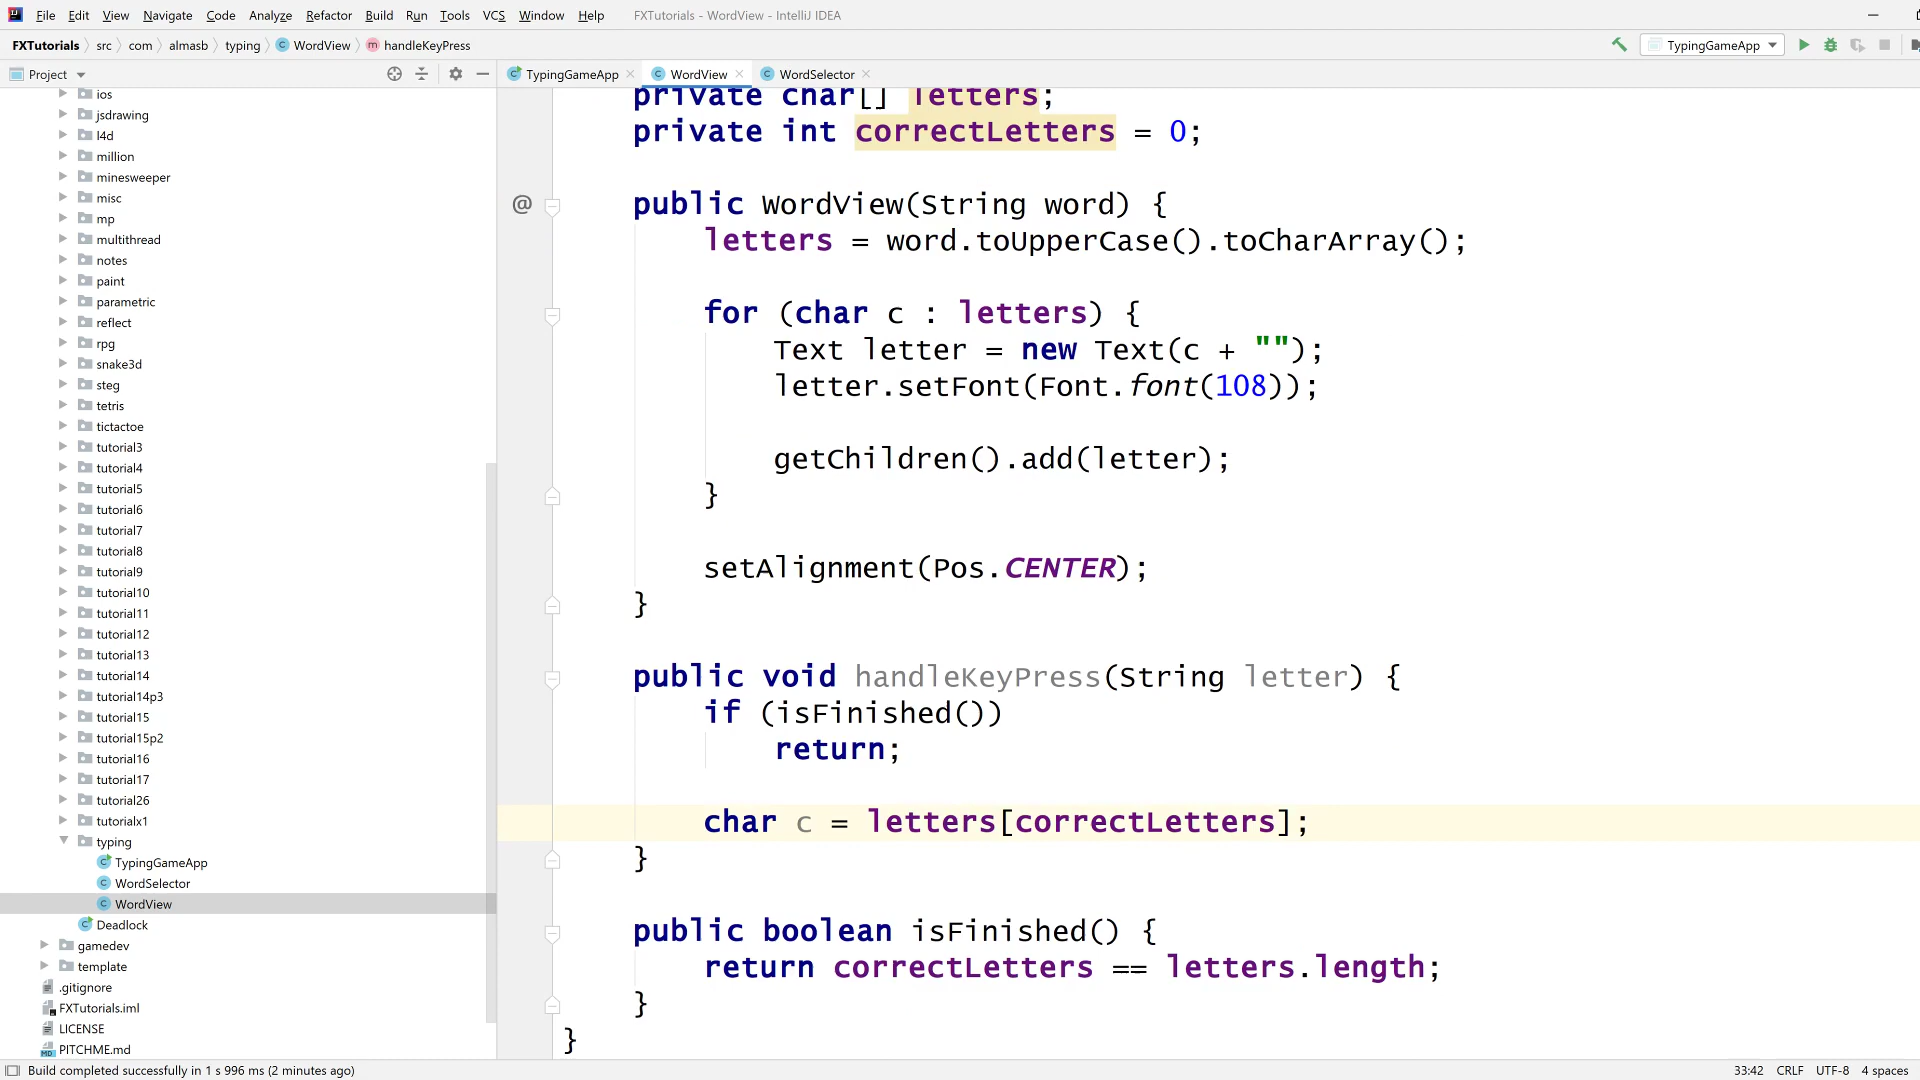 File Edit View Navigate Code Analyze Refactor Build Run Tools VCS Window Help FXTutorials - WordView - IntelliJ IDEA
FXTutorials src com almasb typing WordView handleKeyPress TypingGameApp
Project TypingGameApp WordView WordSelector
ios
jsdrawing
l4d
million
minesweeper
misc
mp
multithread
notes
paint
parametric
reflect
rpg
snake3d
steg
tetris
tictactoe
tutorial3
tutorial4
tutorial5
tutorial6
tutorial7
tutorial8
tutorial9
tutorial10
tutorial11
tutorial12
tutorial13
tutorial14
tutorial14p3
tutorial15
tutorial15p2
tutorial16
tutorial17
tutorial26
tutorialx1
typing
TypingGameApp
WordSelector
WordView
Deadlock
gamedev
template
.gitignore
FXTutorials.iml
LICENSE
PITCHME.md
private char[] letters;
private int correctLetters = 0;
@ public WordView(String word) {
letters = word.toUpperCase().toCharArray();
for (char c : letters) {
Text letter = new Text(c + "");
letter.setFont(Font.font(108));
getChildren().add(letter);
}
setAlignment(Pos.CENTER);
}
public void handleKeyPress(String letter) {
if (isFinished())
return;
char c = letters[correctLetters];
}
public boolean isFinished() {
return correctLetters == letters.length;
}
}
Build completed successfully in 1 s 996 ms (2 minutes ago) 33:42 CRLF UTF-8 4 spaces